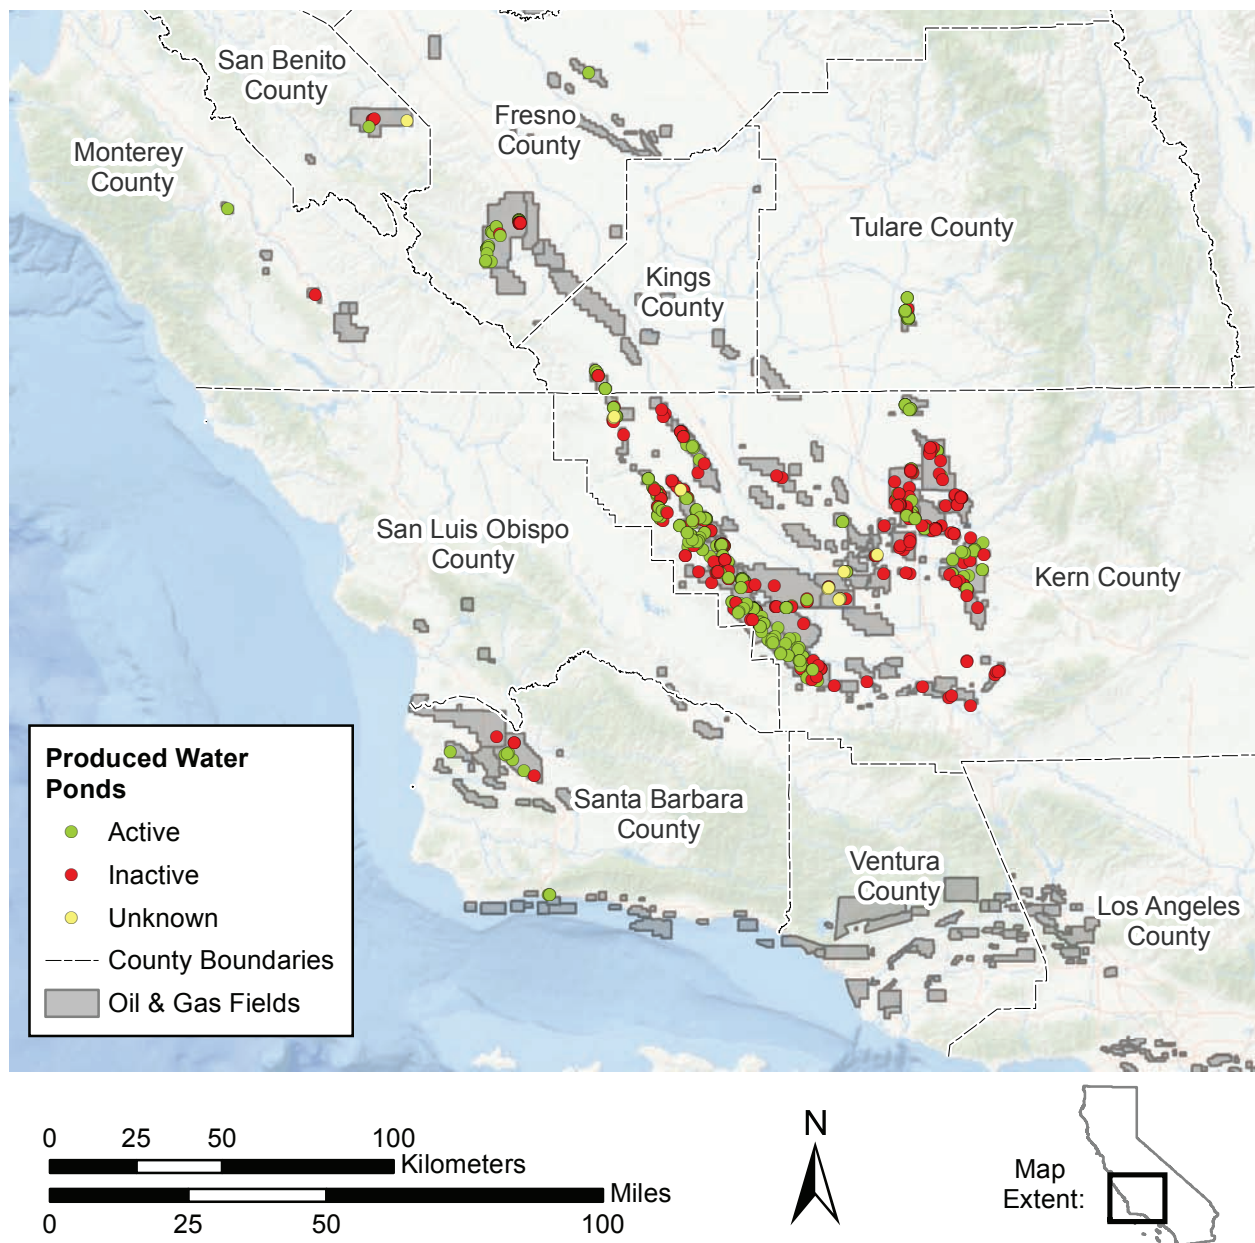 San Benito
County
Fresno
County
Monterey
County
Tulare County
Kings
County
San Luis Obispo
County
Kern County
Santa Barbara
County
Ventura
County
Los Angeles
County
Produced Water
Ponds
Active
Inactive
Unknown
County Boundaries
Oil & Gas Fields
0 25 50 100
Kilometers
Miles
0 25 50 100
N
Map
Extent: